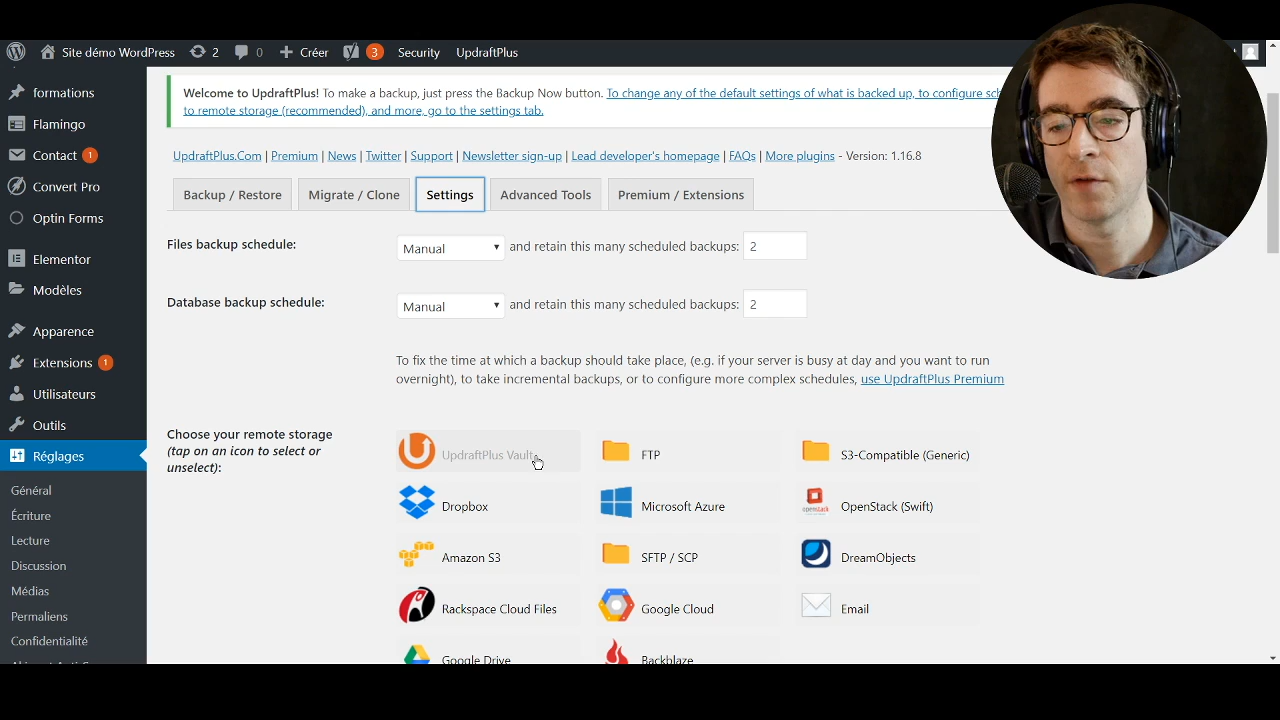 Site démo WordPress
2
0
Créer
3
Security
UpdraftPlus
formations
Flamingo
Contact 1
Convert Pro
Optin Forms
Elementor
Modèles
Apparence
Extensions 1
Utilisateurs
Outils
Réglages
Général
Écriture
Lecture
Discussion
Médias
Permaliens
Confidentialité
Welcome to UpdraftPlus! To make a backup, just press the Backup Now button. To change any of the default settings of what is backed up, to configure
to remote storage (recommended), and more, go to the settings tab.
UpdraftPlus.Com | Premium | News | Twitter | Support | Newsletter sign-up | Lead developer's homepage | FAQs | More plugins - Version: 1.16.8
Backup / Restore
Migrate / Clone
Settings
Advanced Tools
Premium / Extensions
Files backup schedule:
Manual
and retain this many scheduled backups:
2
Database backup schedule:
Manual
and retain this many scheduled backups:
2
To fix the time at which a backup should take place, (e.g. if your server is busy at day and you want to run
overnight), to take incremental backups, or to configure more complex schedules, use UpdraftPlus Premium
Choose your remote storage
(tap on an icon to select or
unselect):
UpdraftPlus Vault
FTP
S3-Compatible (Generic)
Dropbox
Microsoft Azure
openstack
OpenStack (Swift)
Amazon S3
SFTP / SCP
DreamObjects
Rackspace Cloud Files
Google Cloud
Email
Google Drive
Backblaze